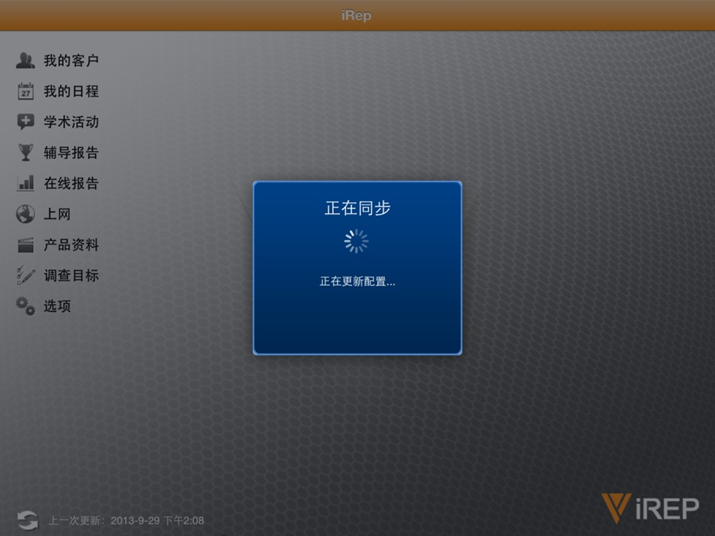 iRep
我的客户
27
我的日程
学术活动
辅导报告
在线报告
上网
产品资料
调查目标
选项
正在同步
正在更新配置...
上一次更新: 2013-9-29 下午2:08
iREP